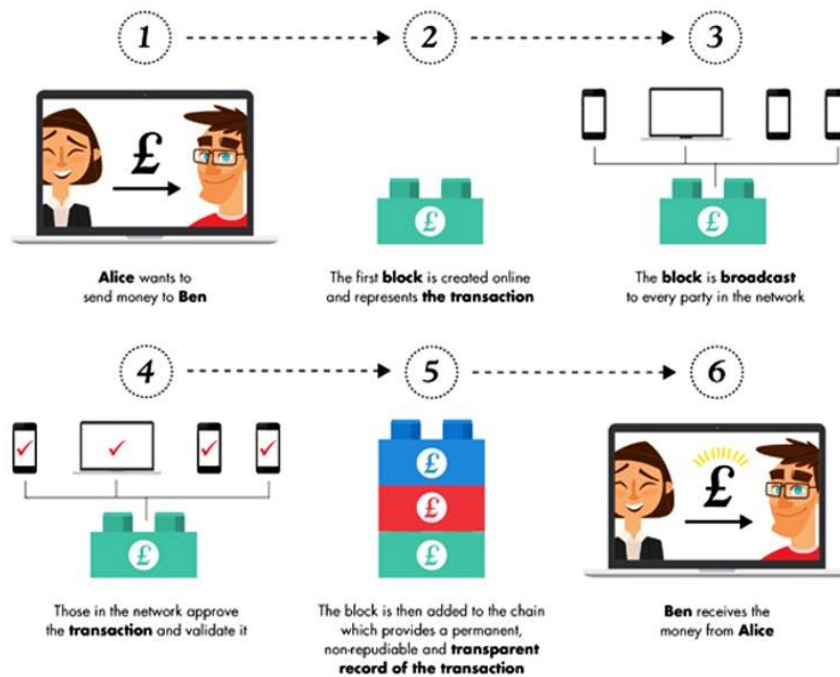 1
2
3
£
£
£
Alice wants to
send money to Ben
The first block is created online
and represents the transaction
The block is broadcast
to every party in the network
4
5
6
£
£
£
£
£
Those in the network approve
the transaction and validate it
The block is then added to the chain
which provides a permanent,
non-repudiable and transparent
record of the transaction
Ben receives the
money from Alice